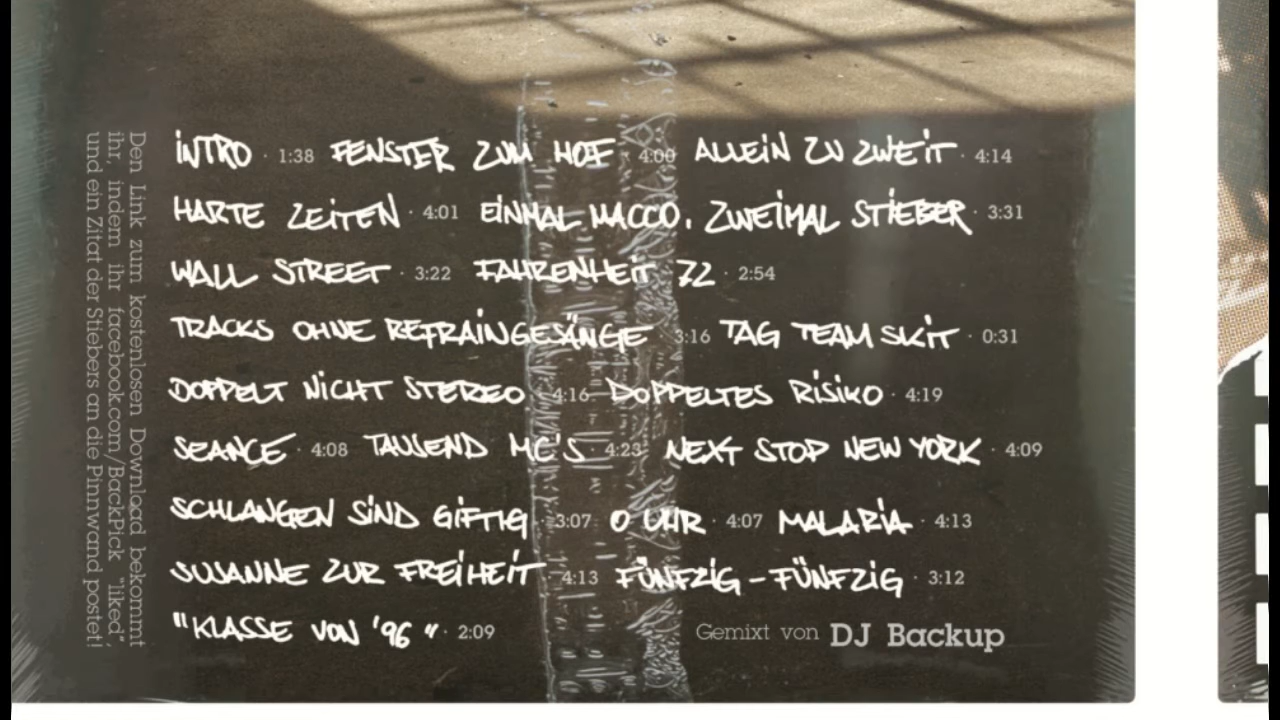 Den Link zum kostenlosen Download bekommt
ihr, indem ihr facebook.com/BackPick "liked",
und ein Zitat der Stiebers an die Pinnwand postet!
INTRO · 1:38 FENSTER ZUM HOF · 4:00 ALLEIN ZU ZWEIT · 4:14
HARTE ZEITEN · 4:01 EINMAL MACCO, ZWEIMAL STIEBER · 3:31
WALL STREET · 3:22 FAHRENHEIT 72 · 2:54
TRACKS OHNE REFRAINGESÄNGE · 3:16 TAG TEAM SKIT · 0:31
DOPPELT NICHT STEREO · 4:16 DOPPELTES RISIKO · 4:19
SEANCE · 4:08 TAUSEND MC'S · 4:23 NEXT STOP NEW YORK · 4:09
SCHLANGEN SIND GIFTIG · 3:07 0 UHR · 4:07 MALARIA · 4:13
SUSANNE ZUR FREIHEIT · 4:13 FÜNFZIG-FÜNFZIG · 3:12
"KLASSE VON '96" · 2:09
Gemixt von DJ Backup